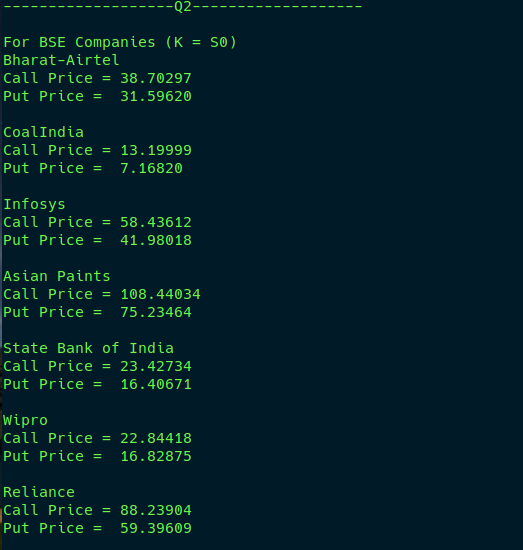 -------------------Q2-------------------
For BSE Companies (K = S0)
Bharat-Airtel
Call Price = 38.70297
Put Price =  31.59620
CoalIndia
Call Price = 13.19999
Put Price =  7.16820
Infosys
Call Price = 58.43612
Put Price =  41.98018
Asian Paints
Call Price = 108.44034
Put Price =  75.23464
State Bank of India
Call Price = 23.42734
Put Price =  16.40671
Wipro
Call Price = 22.84418
Put Price =  16.82875
Reliance
Call Price = 88.23904
Put Price =  59.39609